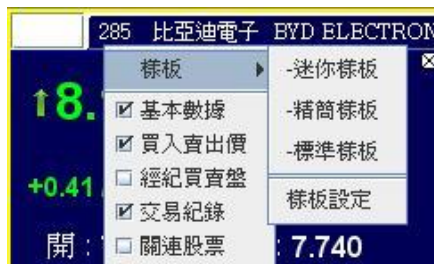 285 比亞迪電子 BYD ELECTRON
樣板
-迷你樣板
-精簡樣板
-標準樣板
樣板設定
↑8.
基本數據
買入賣出價
經紀買賣盤
交易紀錄
關連股票
+0.41
開:
: 7.740